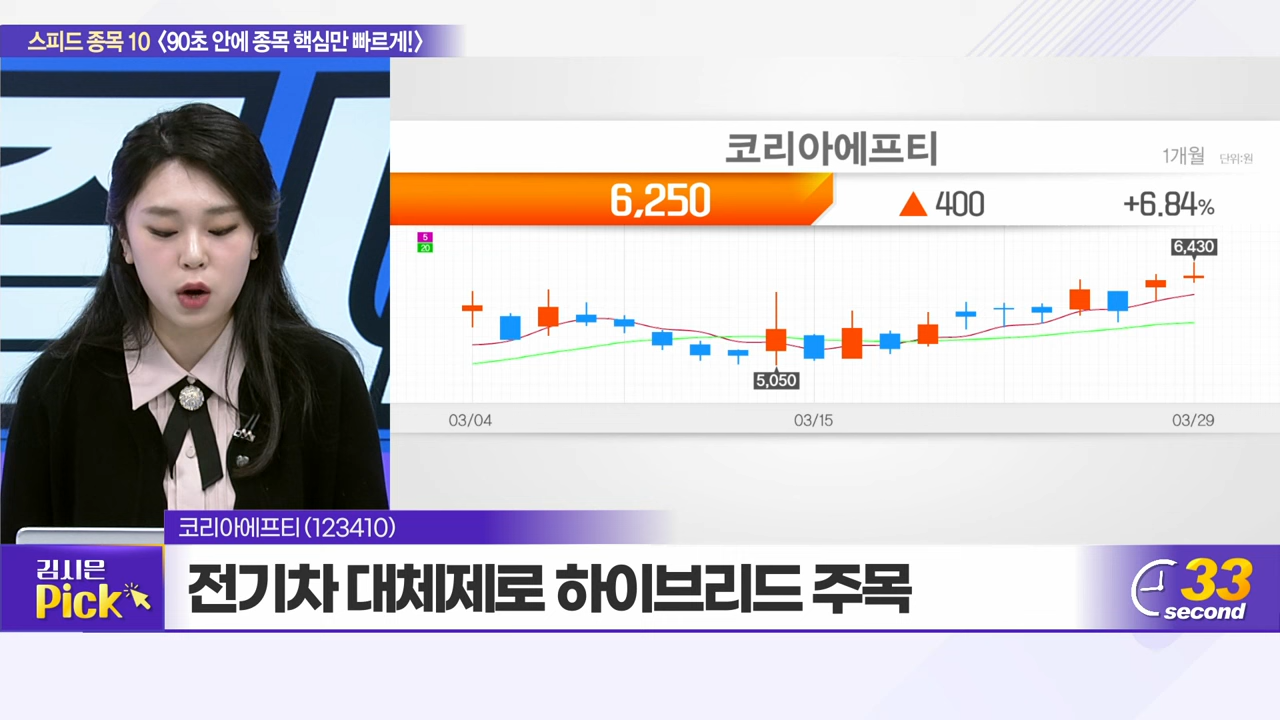 스피드 종목 10 <90초 안에 종목 핵심만 빠르게!>
코리아에프티
1개월 단위:원
6,250 ▲ 400 +6.84%
5
20
6,430
5,050
03/04 03/15 03/29
코리아에프티(123410)
김시은
Pick
전기차 대체제로 하이브리드 주목
33
second